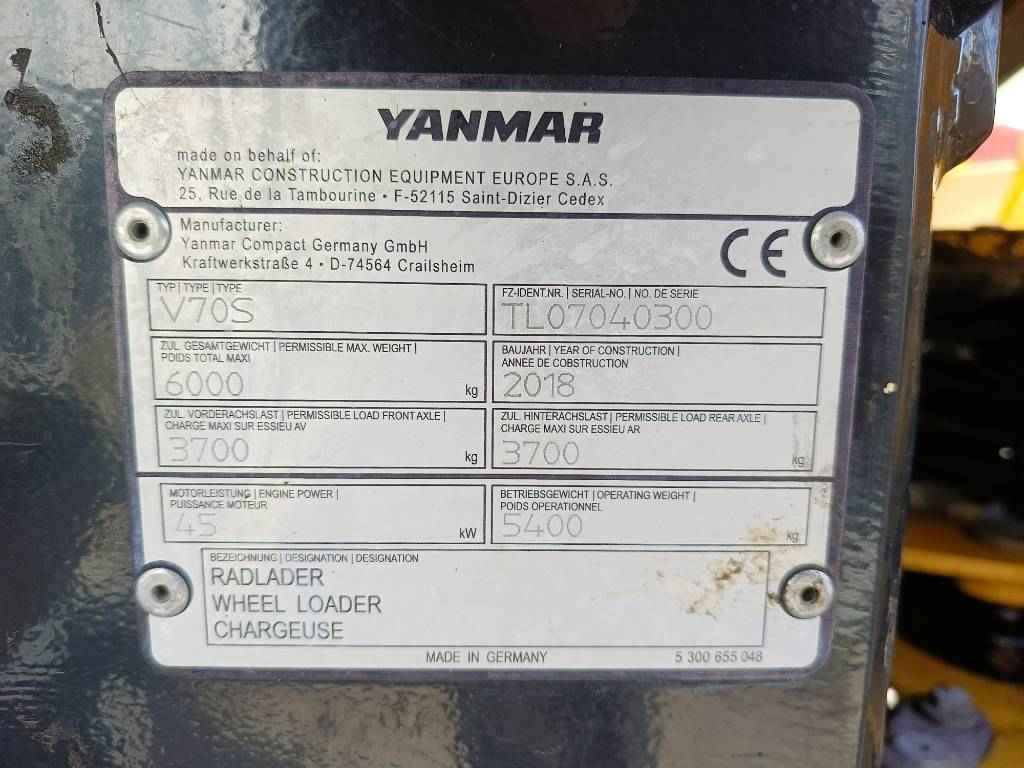 YANMAR
made on behalf of:
YANMAR CONSTRUCTION EQUIPMENT EUROPE S.A.S.
25, Rue de la Tambourine • F-52115 Saint-Dizier Cedex
Manufacturer:
Yanmar Compact Germany GmbH
Kraftwerkstraße 4 • D-74564 Crailsheim
CE
TYP | TYPE | TYPE
V70S
FZ-IDENT.NR. | SERIAL-NO. | NO. DE SERIE
TL07040300
ZUL. GESAMTGEWICHT | PERMISSIBLE MAX. WEIGHT |
POIDS TOTAL MAXI
6000 kg
BAUJAHR | YEAR OF CONSTRUCTION |
ANNEE DE COBSTRUCTION
2018
ZUL. VORDERACHSLAST | PERMISSIBLE LOAD FRONT AXLE |
CHARGE MAXI SUR ESSIEU AV
3700 kg
ZUL. HINTERACHSLAST | PERMISSIBLE LOAD REAR AXLE |
CHARGE MAXI SUR ESSIEU AR
3700 kg
MOTORLEISTUNG | ENGINE POWER |
PUISSANCE MOTEUR
45 kW
BETRIEBSGEWICHT | OPERATING WEIGHT |
POIDS OPERATIONNEL
5400 kg
BEZEICHNUNG | DESIGNATION | DESIGNATION
RADLADER
WHEEL LOADER
CHARGEUSE
MADE IN GERMANY
5 300 655 048